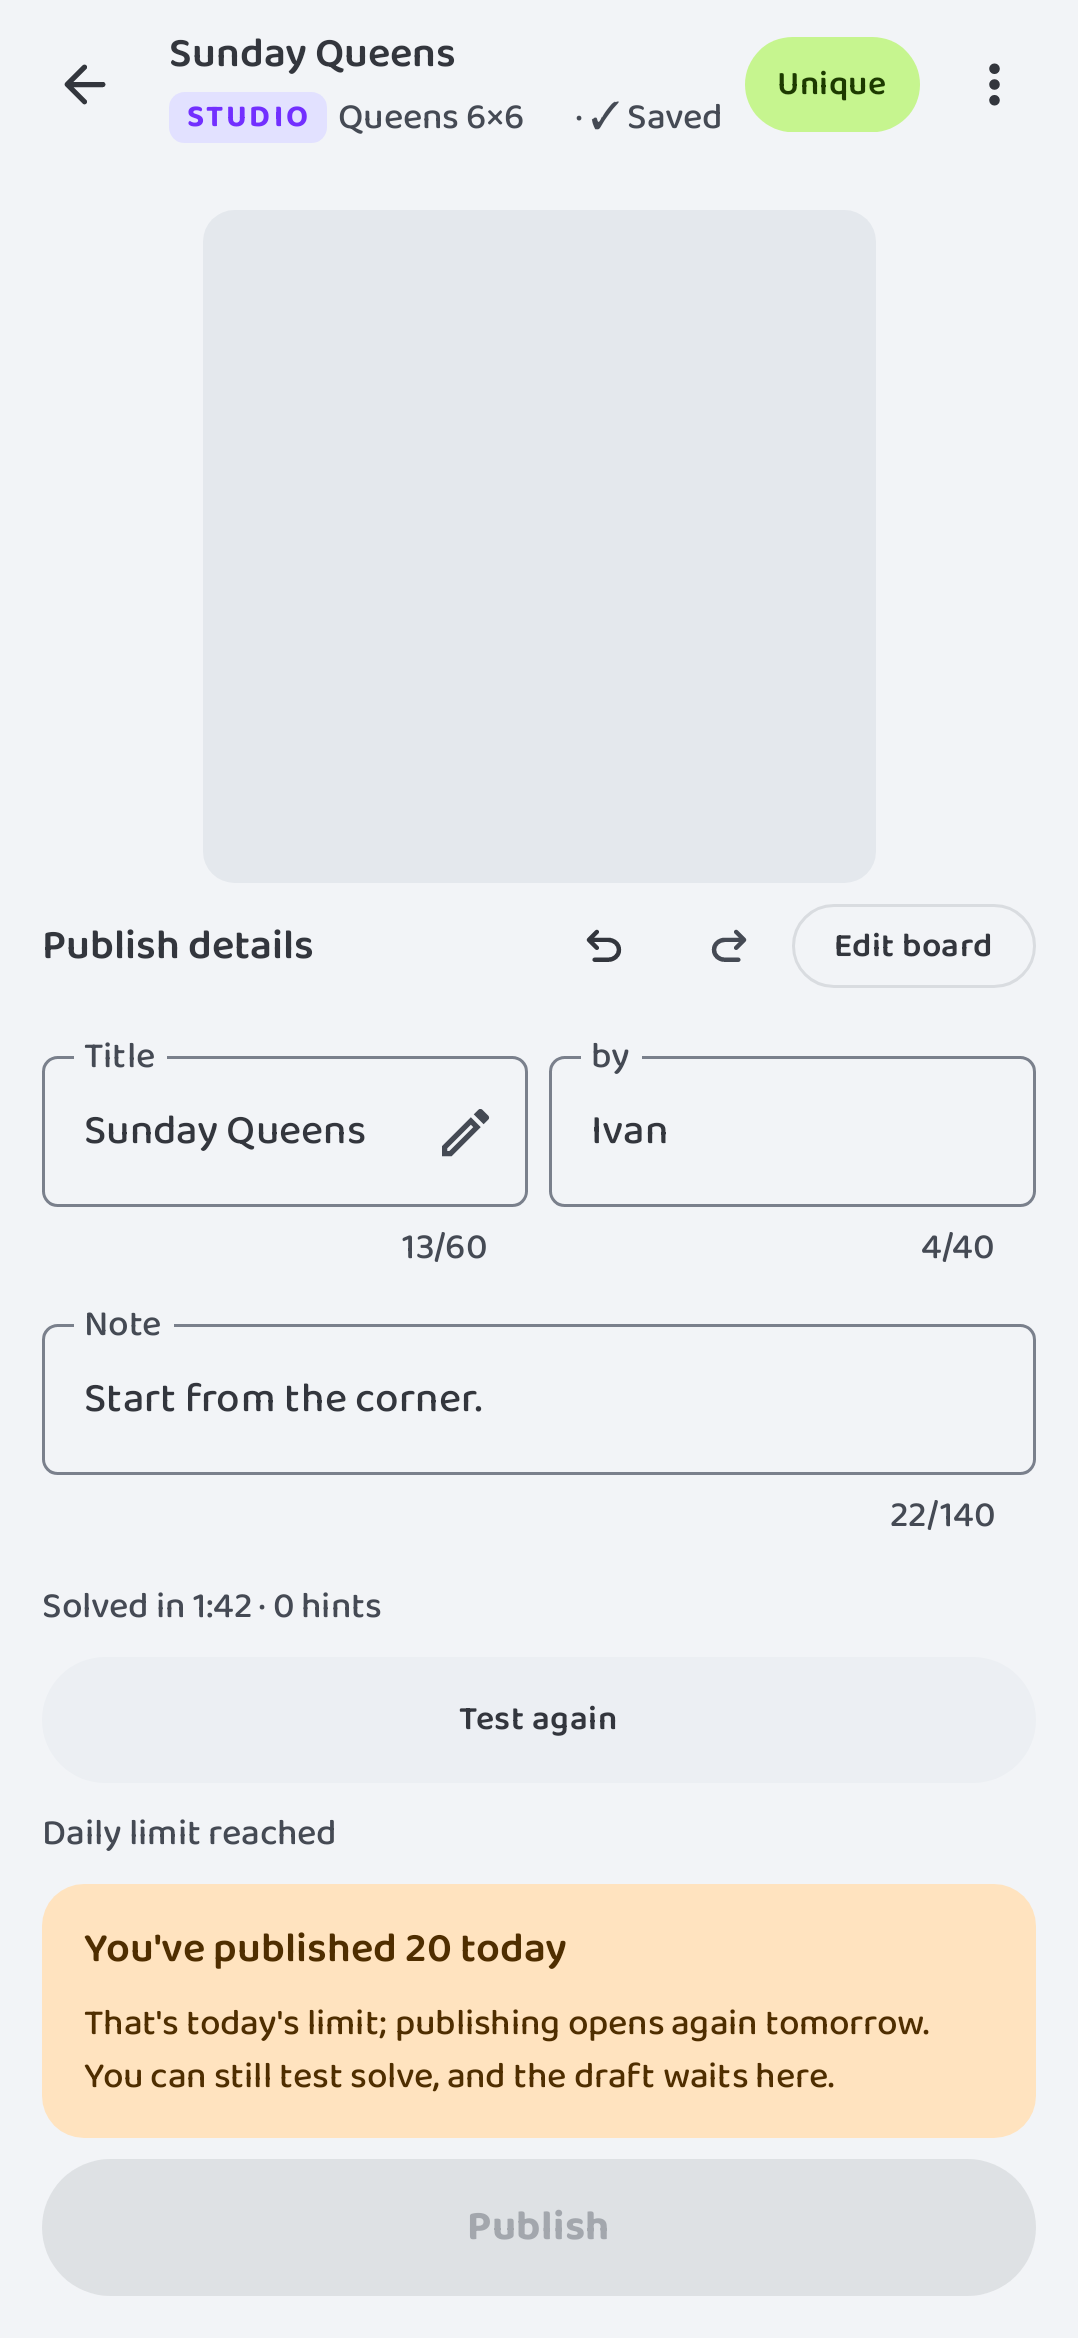 Sunday Queens
STUDIO Queens 6×6 · ✓ Saved
Unique
Publish details
Edit board
Title
Sunday Queens
13/60
by
Ivan
4/40
Note
Start from the corner.
22/140
Solved in 1:42 · 0 hints
Test again
Daily limit reached
You've published 20 today
That's today's limit; publishing opens again tomorrow.
You can still test solve, and the draft waits here.
Publish